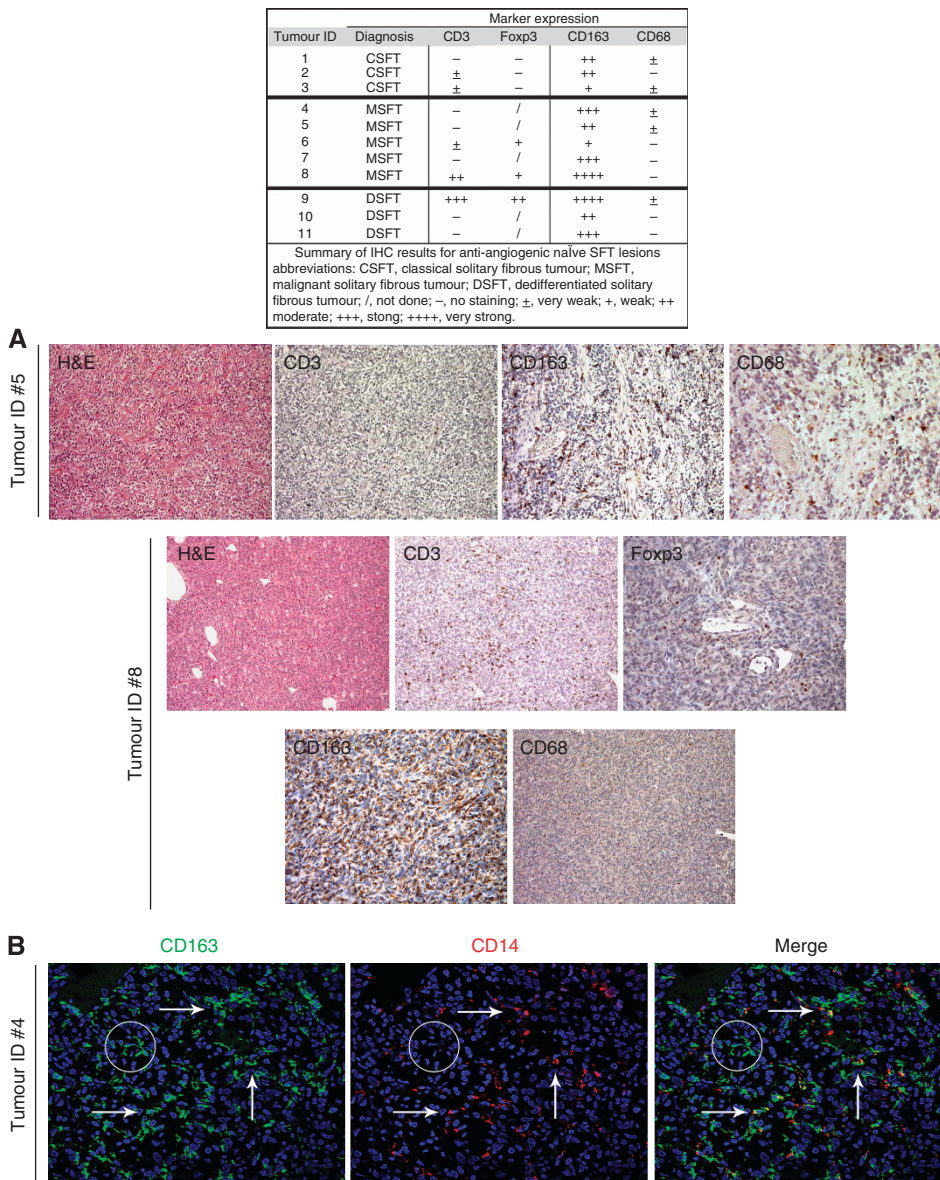 Marker expression
Tumour ID Diagnosis CD3 Foxp3 CD163 CD68
1 CSFT – – ++ ±
2 CSFT ± – ++ –
3 CSFT ± – + ±
4 MSFT – / +++ ±
5 MSFT – / ++ ±
6 MSFT ± + + –
7 MSFT – / +++ –
8 MSFT ++ + ++++ –
9 DSFT +++ ++ ++++ ±
10 DSFT – / ++ –
11 DSFT – / +++ –
Summary of IHC results for anti-angiogenic naÏve SFT lesions
abbreviations: CSFT, classical solitary fibrous tumour; MSFT,
malignant solitary fibrous tumour; DSFT, dedifferentiated solitary
fibrous tumour; /, not done; –, no staining; ±, very weak; +, weak; ++
moderate; +++, stong; ++++, very strong.
A
Tumour ID #5
H&E CD3 CD163 CD68
Tumour ID #8
H&E CD3 Foxp3
CD163 CD68
B
CD163 CD14 Merge
Tumour ID #4